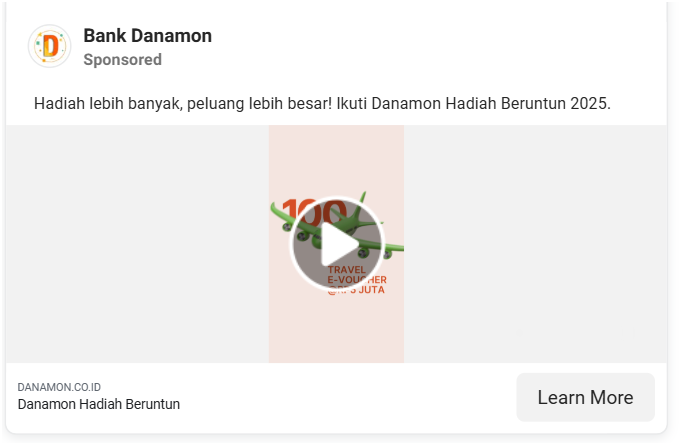 Bank Danamon
Sponsored
Hadiah lebih banyak, peluang lebih besar! Ikuti Danamon Hadiah Beruntun 2025.
100
TRAVEL
E-VOUCHER
JUTA
DANAMON.CO.ID
Danamon Hadiah Beruntun
Learn More